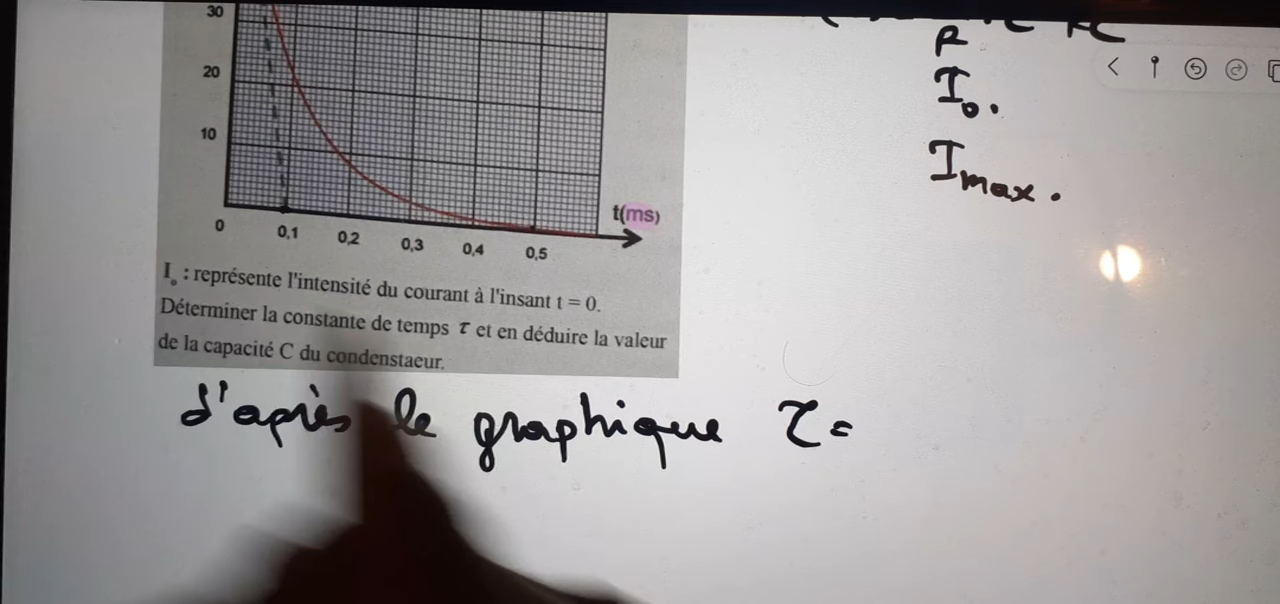 30
20
10
0
0,1
0,2
0,3
0,4
0,5
t(ms)
I₀ : représente l'intensité du courant à l'insant t = 0.
Déterminer la constante de temps τ et en déduire la valeur
de la capacité C du condenstaeur.
R
I₀.
Imax.
d'après le graphique τ=